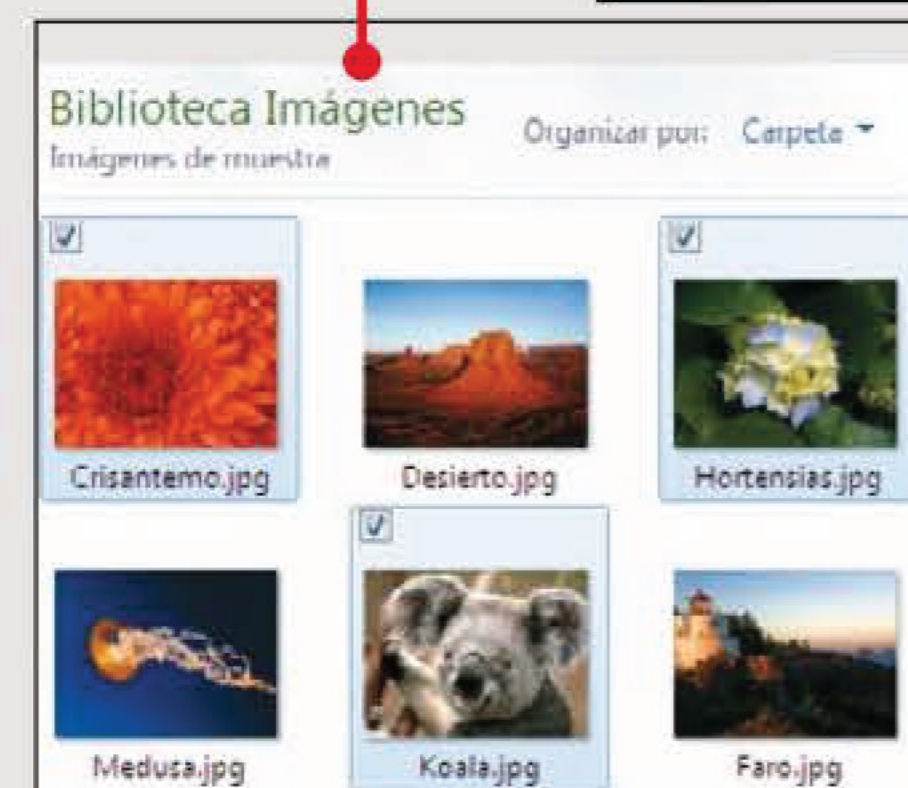 Biblioteca Imágenes
Imágenes de muestra
Organizar por: Carpeta
Crisantemo.jpg
Desierto.jpg
Hortensias.jpg
Medusa.jpg
Koala.jpg
Faro.jpg